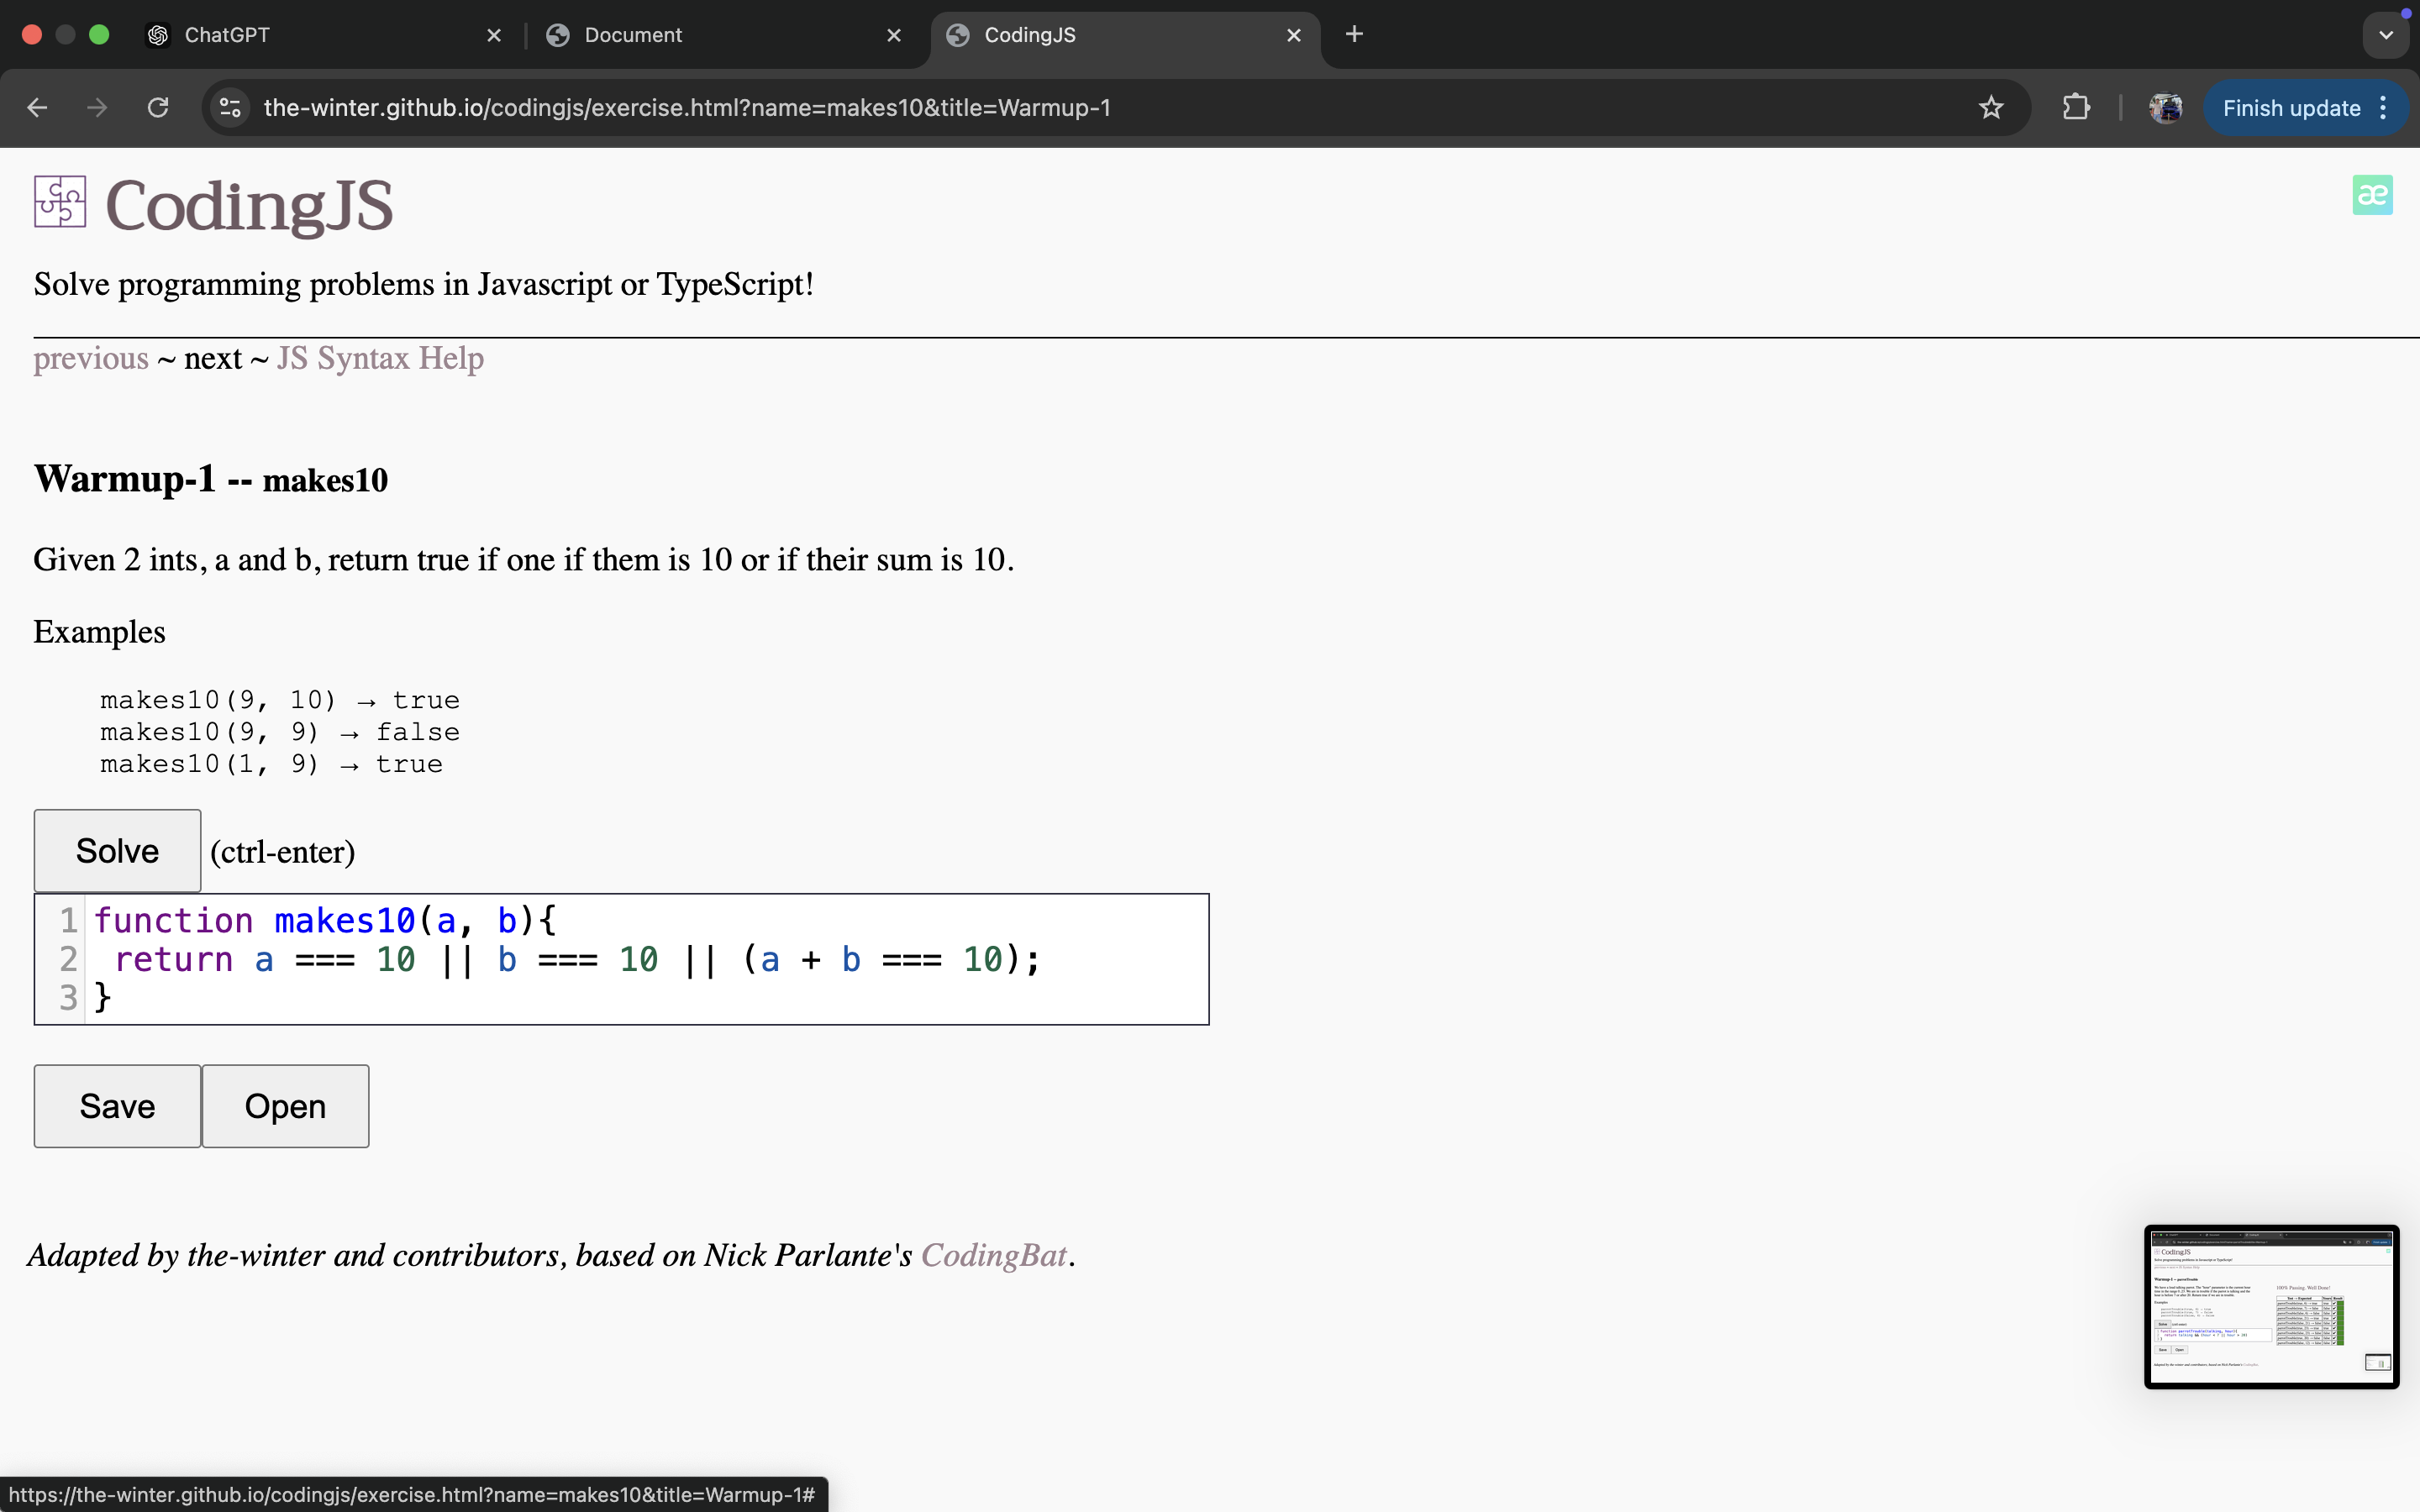 ChatGPT
Document
CodingJS
the-winter.github.io/codingjs/exercise.html?name=makes10&title=Warmup-1
Finish update
CodingJS
æ
Solve programming problems in Javascript or TypeScript!
previous ~ next ~ JS Syntax Help
Warmup-1 -- makes10
Given 2 ints, a and b, return true if one if them is 10 or if their sum is 10.
Examples
makes10(9, 10) → true
makes10(9, 9) → false
makes10(1, 9) → true
Solve (ctrl-enter)
1 function makes10(a, b){
2 return a === 10 || b === 10 || (a + b === 10);
3 }
Save Open
Adapted by the-winter and contributors, based on Nick Parlante's CodingBat.
CodingJS
100% Passing. Well Done!
https://the-winter.github.io/codingjs/exercise.html?name=makes10&title=Warmup-1#